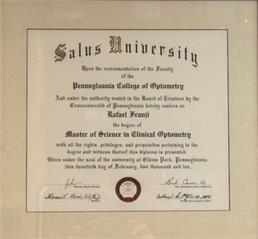 Salus University
Upon the recommendation of the Faculty
of the
Pennsylvania College of Optometry
And under the authority vested in the Board of Trustees by the
Commonwealth of Pennsylvania hereby confers on
Rafael Iranji
the degree of
Master of Science in Clinical Optometry
with all the rights, privileges, and perquisites pertaining to the
degree and witness thereof this diploma is presented
Given under the seal of the university at Elkins Park, Pennsylvania.
this twentieth day of February, two thousand and ten.